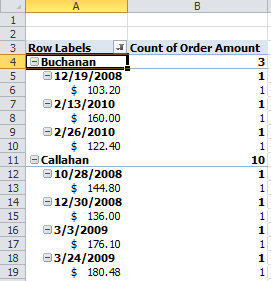 A B
1
2
3 Row Labels Count of Order Amount
4 Buchanan 3
5 12/19/2008 1
6 $ 103.20 1
7 2/13/2010 1
8 $ 160.00 1
9 2/26/2010 1
10 $ 122.40 1
11 Callahan 10
12 10/28/2008 1
13 $ 144.80 1
14 12/30/2008 1
15 $ 136.00 1
16 3/3/2009 1
17 $ 176.10 1
18 3/24/2009 1
19 $ 180.48 1